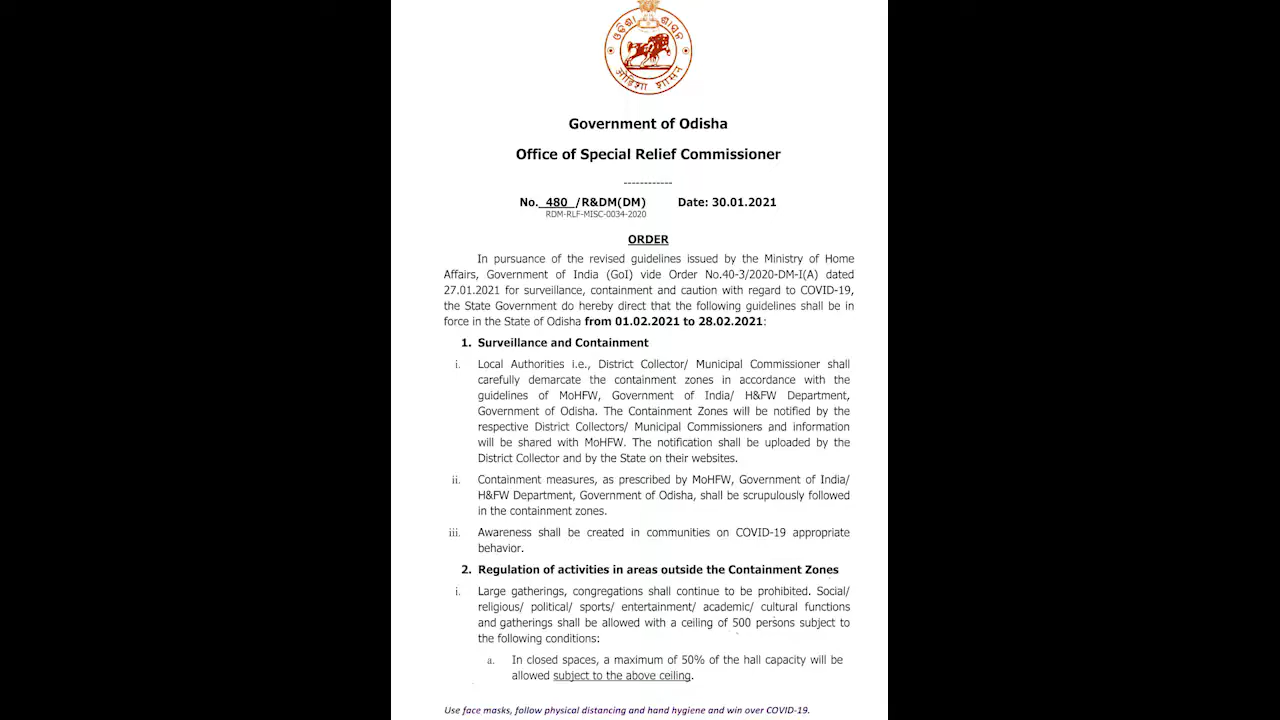 ଓଡ଼ିଶା ଶାସନ
ओड़िशा शासन
Government of Odisha
Office of Special Relief Commissioner
------------
No. 480 /R&DM(DM) Date: 30.01.2021
RDM-RLF-MISC-0034-2020
ORDER
In pursuance of the revised guidelines issued by the Ministry of Home
Affairs, Government of India (GoI) vide Order No.40-3/2020-DM-I(A) dated
27.01.2021 for surveillance, containment and caution with regard to COVID-19,
the State Government do hereby direct that the following guidelines shall be in
force in the State of Odisha from 01.02.2021 to 28.02.2021:
1. Surveillance and Containment
i. Local Authorities i.e., District Collector/ Municipal Commissioner shall
carefully demarcate the containment zones in accordance with the
guidelines of MoHFW, Government of India/ H&FW Department,
Government of Odisha. The Containment Zones will be notified by the
respective District Collectors/ Municipal Commissioners and information
will be shared with MoHFW. The notification shall be uploaded by the
District Collector and by the State on their websites.
ii. Containment measures, as prescribed by MoHFW, Government of India/
H&FW Department, Government of Odisha, shall be scrupulously followed
in the containment zones.
iii. Awareness shall be created in communities on COVID-19 appropriate
behavior.
2. Regulation of activities in areas outside the Containment Zones
i. Large gatherings, congregations shall continue to be prohibited. Social/
religious/ political/ sports/ entertainment/ academic/ cultural functions
and gatherings shall be allowed with a ceiling of 500 persons subject to
the following conditions:
a. In closed spaces, a maximum of 50% of the hall capacity will be
allowed subject to the above ceiling.
Use face masks, follow physical distancing and hand hygiene and win over COVID-19.